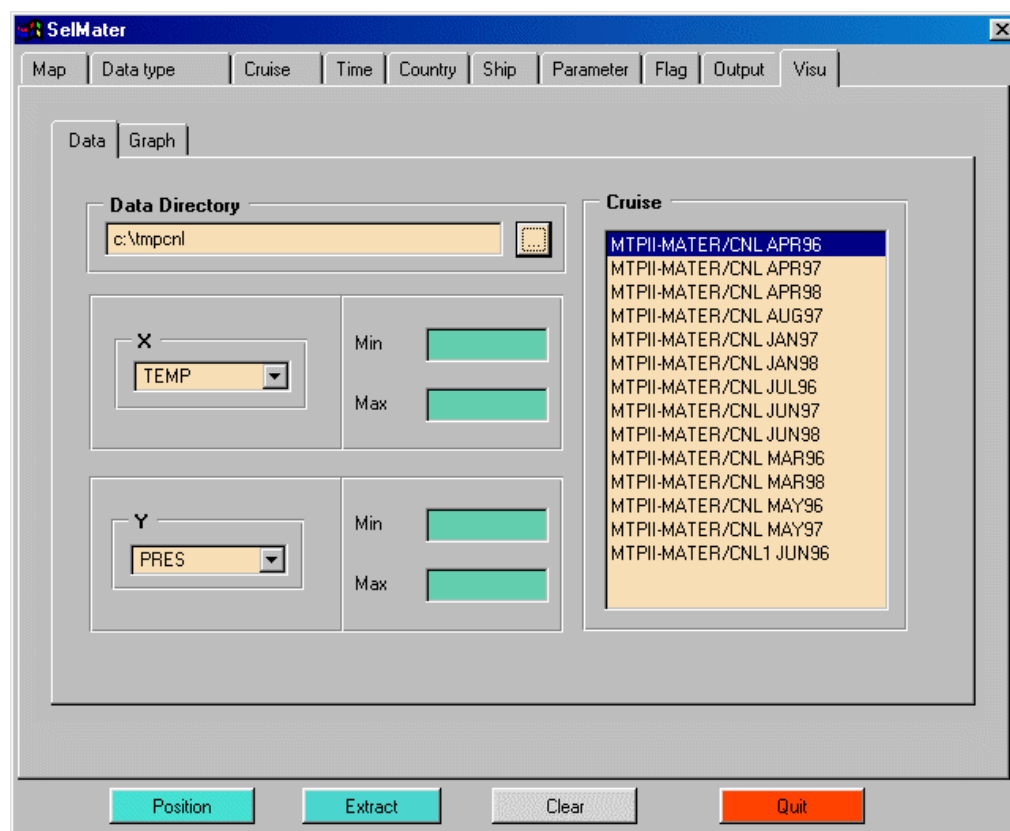 SelMater
Map Data type Cruise Time Country Ship Parameter Flag Output Visu
Data Graph
Data Directory
c:\tmpcnl
...
X
TEMP
Min
Max
Y
PRES
Min
Max
Cruise
MTPII-MATER/CNL APR96
MTPII-MATER/CNL APR97
MTPII-MATER/CNL APR98
MTPII-MATER/CNL AUG97
MTPII-MATER/CNL JAN97
MTPII-MATER/CNL JAN98
MTPII-MATER/CNL JUL96
MTPII-MATER/CNL JUN97
MTPII-MATER/CNL JUN98
MTPII-MATER/CNL MAR96
MTPII-MATER/CNL MAR98
MTPII-MATER/CNL MAY96
MTPII-MATER/CNL MAY97
MTPII-MATER/CNL1 JUN96
Position Extract Clear Quit